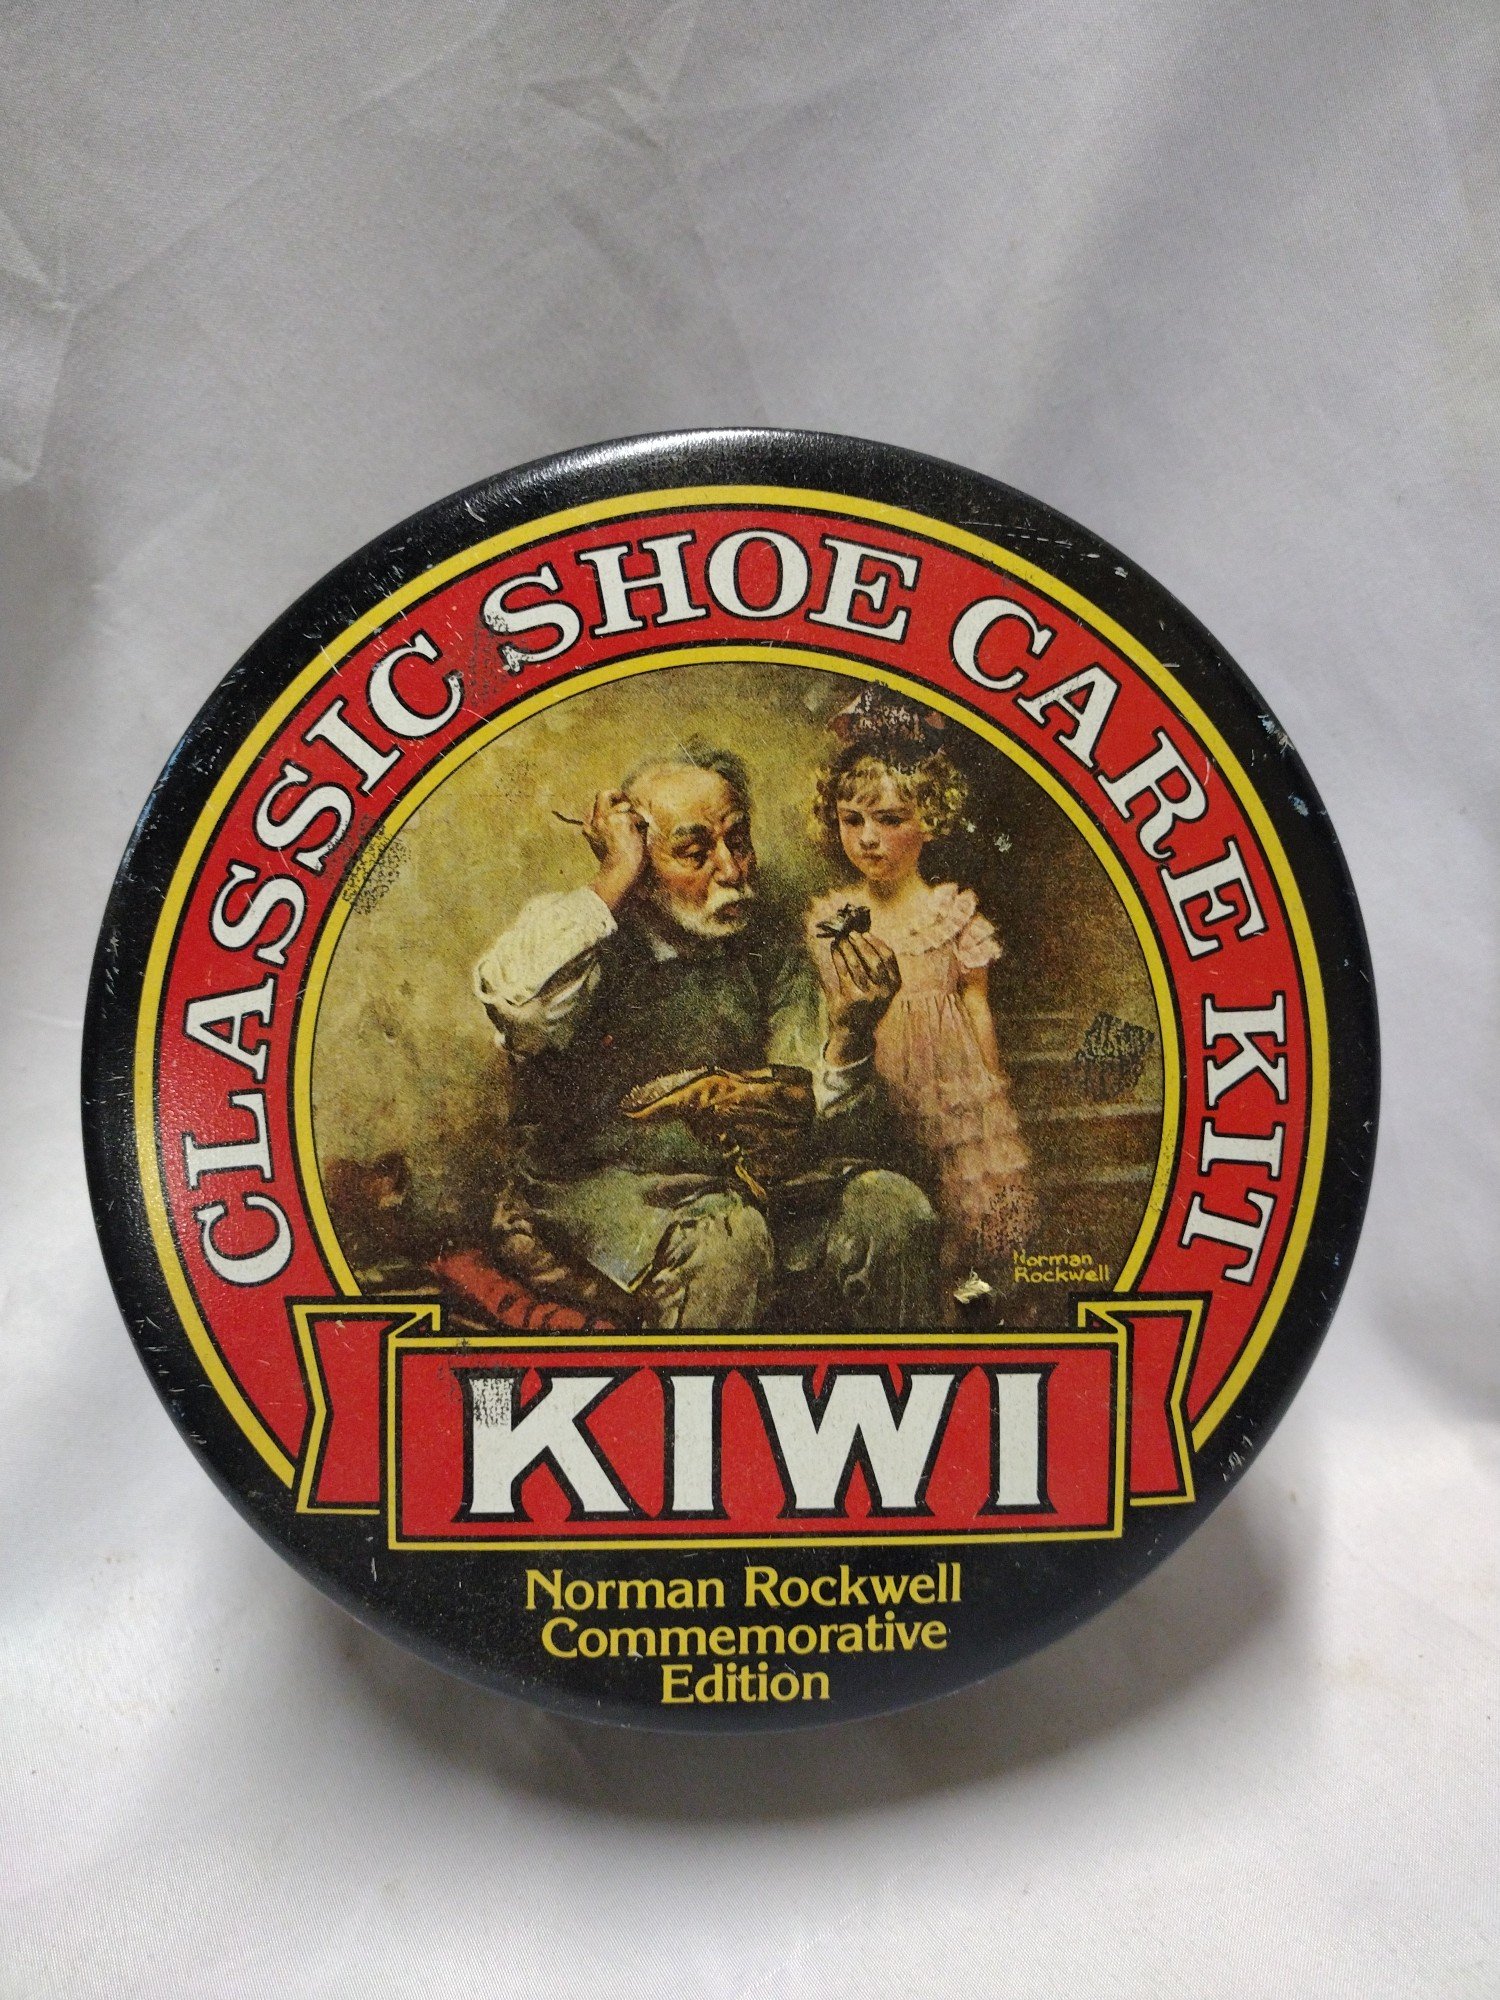 CLASSIC SHOE CARE KIT
Norman
Rockwell
KIWI
Norman Rockwell
Commemorative
Edition